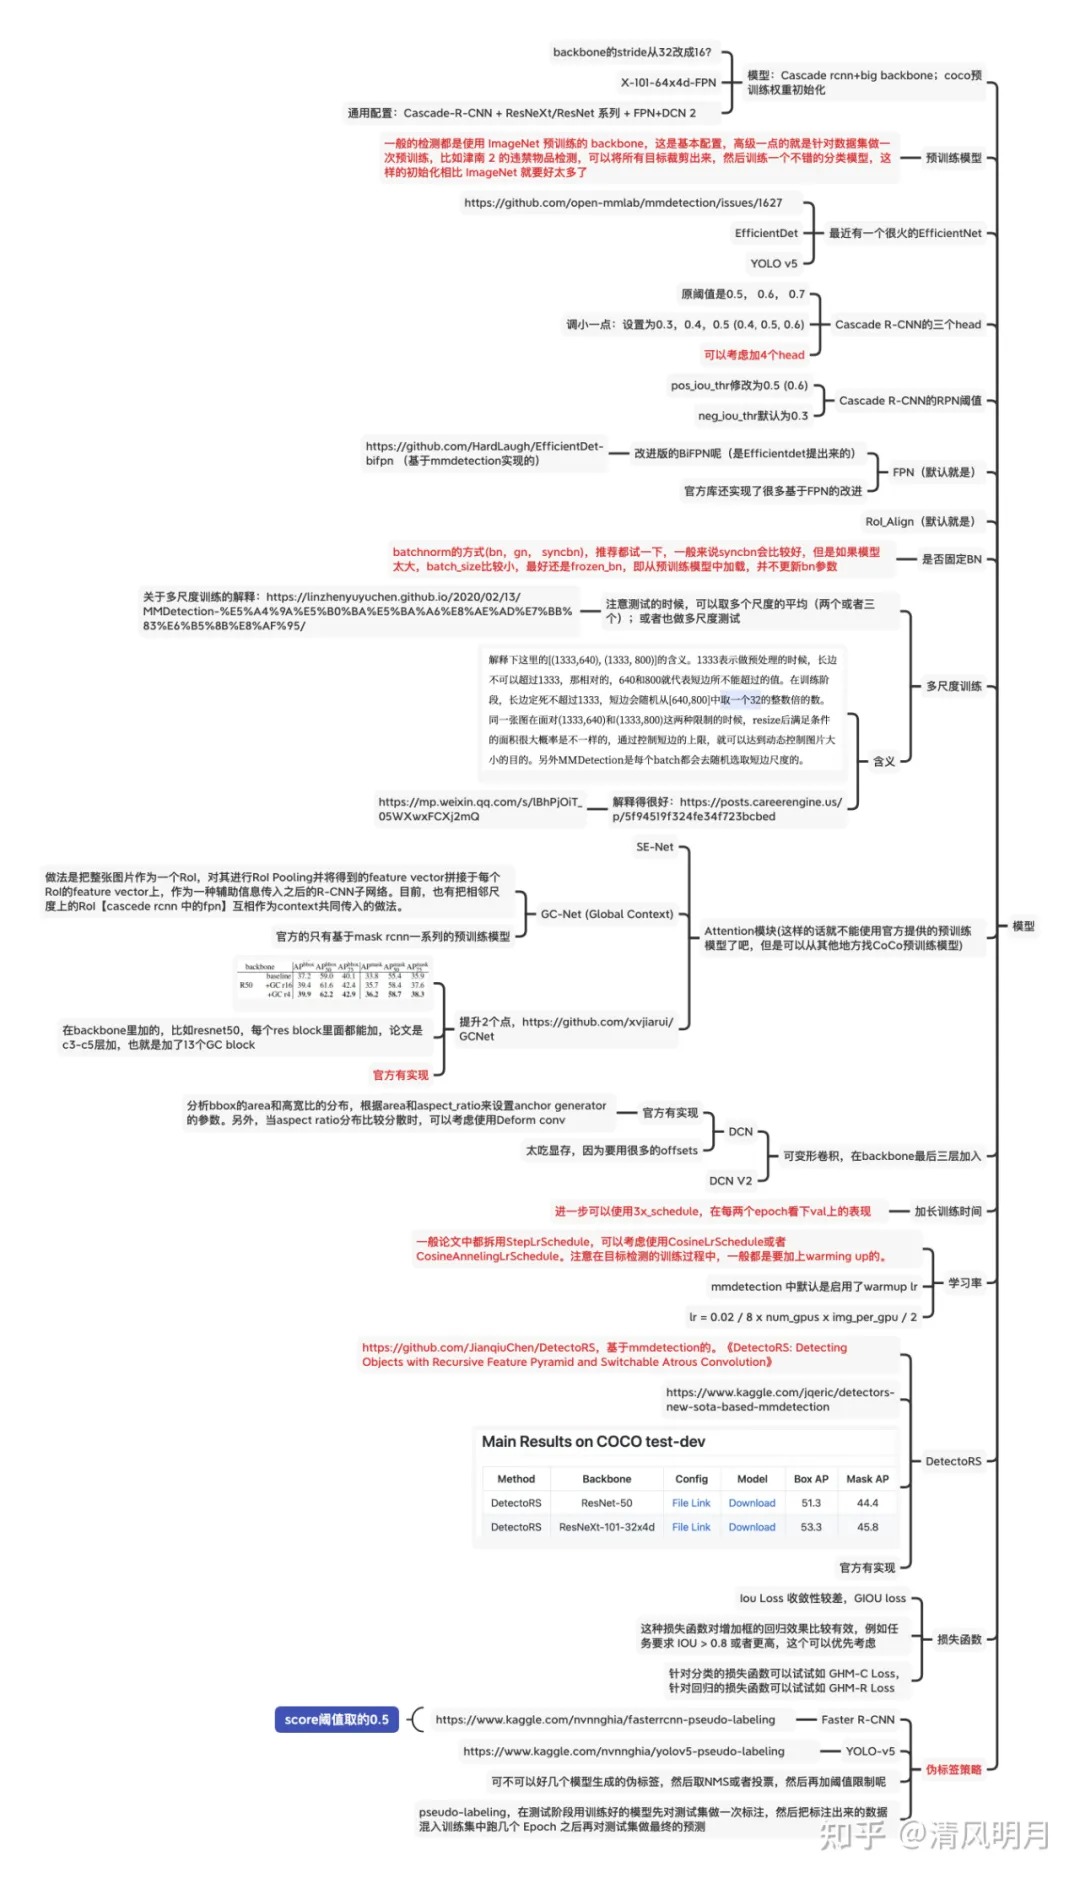 backbone的stride从32改成16?
X-101-64x4d-FPN
通用配置：Cascade-R-CNN + ResNeXt/ResNet 系列 + FPN+DCN 2
模型：Cascade rcnn+big backbone；coco预
训练权重初始化
一般的检测都是使用 ImageNet 预训练的 backbone，这是基本配置，高级一点的就是针对数据集做一
次预训练，比如津南 2 的违禁物品检测，可以将所有目标裁剪出来，然后训练一个不错的分类模型，这
样的初始化相比 ImageNet 就要好太多了
预训练模型
https://github.com/open-mmlab/mmdetection/issues/1627
EfficientDet
YOLO v5
最近有一个很火的EfficientNet
原阈值是0.5， 0.6， 0.7
调小一点：设置为0.3，0.4，0.5 (0.4, 0.5, 0.6)
可以考虑加4个head
Cascade R-CNN的三个head
pos_iou_thr修改为0.5 (0.6)
neg_iou_thr默认为0.3
Cascade R-CNN的RPN阈值
https://github.com/HardLaugh/EfficientDet-
bifpn （基于mmdetection实现的）
改进版的BiFPN呢（是Efficientdet提出来的）
官方库还实现了很多基于FPN的改进
FPN（默认就是）
RoI_Align（默认就是）
batchnorm的方式(bn，gn， syncbn)，推荐都试一下，一般来说syncbn会比较好，但是如果模型
太大，batch_size比较小，最好还是frozen_bn，即从预训练模型中加载，并不更新bn参数
是否固定BN
关于多尺度训练的解释：https://linzhenyuyuchen.github.io/2020/02/13/
MMDetection-%E5%A4%9A%E5%B0%BA%E5%BA%A6%E8%AE%AD%E7%BB%
83%E6%B5%8B%E8%AF%95/
注意测试的时候，可以取多个尺度的平均（两个或者三
个）；或者也做多尺度测试
解释下这里的[(1333,640), (1333, 800)]的含义。1333表示做预处理的时候，长边
不可以超过1333，那相对的，640和800就代表短边所不能超过的值。在训练阶
段，长边定死不超过1333，短边会随机从[640,800]中取一个32的整数倍的数。
同一张图在面对(1333,640)和(1333,800)这两种限制的时候，resize后满足条件
的面积很大概率是不一样的，通过控制短边的上限，就可以达到动态控制图片大
小的目的。另外MMDetection是每个batch都会去随机选取短边尺度的。
https://mp.weixin.qq.com/s/lBhPjOiT_
05WXwxFCXj2mQ
解释得很好：https://posts.careerengine.us/
p/5f94519f324fe34f723bcbed
含义
多尺度训练
SE-Net
做法是把整张图片作为一个RoI，对其进行RoI Pooling并将得到的feature vector拼接于每个
RoI的feature vector上，作为一种辅助信息传入之后的R-CNN子网络。目前，也有把相邻尺
度上的RoI【cascede rcnn 中的fpn】互相作为context共同传入的做法。
官方的只有基于mask rcnn一系列的预训练模型
GC-Net (Global Context)
backbone APbbox APbbox50 APbbox75 APmask APmask50 APmask75
baseline 37.2 59.0 40.1 33.8 55.4 35.9
R50 +GC r16 39.4 61.6 42.4 35.7 58.4 37.6
+GC r4 39.9 62.2 42.9 36.2 58.7 38.3
在backbone里加的，比如resnet50，每个res block里面都能加，论文是
c3-c5层加，也就是加了13个GC block
官方有实现
提升2个点，https://github.com/xvjiarui/
GCNet
Attention模块(这样的话就不能使用官方提供的预训练
模型了吧，但是可以从其他地方找CoCo预训练模型)
模型
分析bbox的area和高宽比的分布，根据area和aspect_ratio来设置anchor generator
的参数。另外，当aspect ratio分布比较分散时，可以考虑使用Deform conv
官方有实现
太吃显存，因为要用很多的offsets
DCN
DCN V2
可变形卷积，在backbone最后三层加入
进一步可以使用3x_schedule，在每两个epoch看下val上的表现
加长训练时间
一般论文中都拆用StepLrSchedule，可以考虑使用CosineLrSchedule或者
CosineAnnelingLrSchedule。注意在目标检测的训练过程中，一般都是要加上warming up的。
mmdetection 中默认是启用了warmup lr
lr = 0.02 / 8 x num_gpus x img_per_gpu / 2
学习率
https://github.com/JianqiuChen/DetectoRS，基于mmdetection的。《DetectoRS: Detecting
Objects with Recursive Feature Pyramid and Switchable Atrous Convolution》
https://www.kaggle.com/jqeric/detectors-
new-sota-based-mmdetection
Main Results on COCO test-dev
Method Backbone Config Model Box AP Mask AP
DetectoRS ResNet-50 File Link Download 51.3 44.4
DetectoRS ResNeXt-101-32x4d File Link Download 53.3 45.8
官方有实现
DetectoRS
Iou Loss 收敛性较差，GIOU loss
这种损失函数对增加框的回归效果比较有效，例如任
务要求 IOU > 0.8 或者更高，这个可以优先考虑
针对分类的损失函数可以试试如 GHM-C Loss，
针对回归的损失函数可以试试如 GHM-R Loss
损失函数
score阈值取的0.5
https://www.kaggle.com/nvnnghia/fasterrcnn-pseudo-labeling
Faster R-CNN
https://www.kaggle.com/nvnnghia/yolov5-pseudo-labeling
YOLO-v5
可不可以好几个模型生成的伪标签，然后取NMS或者投票，然后再加阈值限制呢
pseudo-labeling，在测试阶段用训练好的模型先对测试集做一次标注，然后把标注出来的数据
混入训练集中跑几个 Epoch 之后再对测试集做最终的预测
伪标签策略
知乎 @清风明月